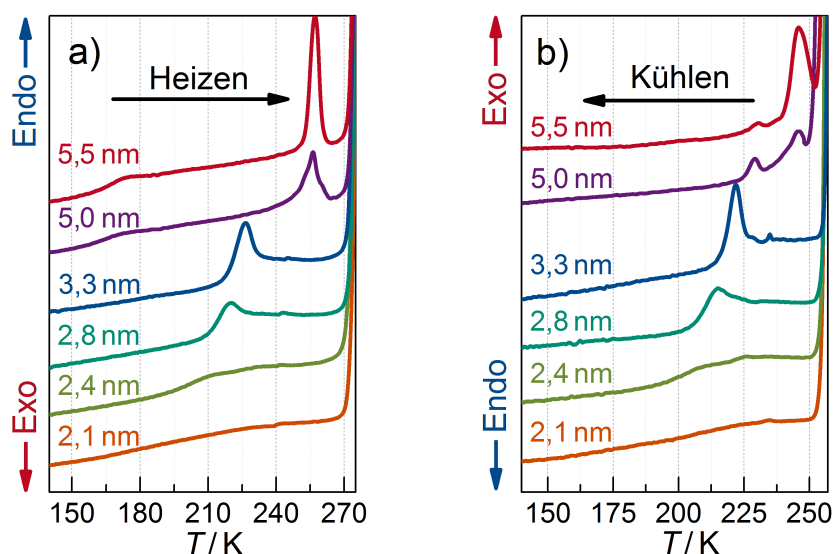 a)
Heizen
Endo
Exo
5,5 nm
5,0 nm
3,3 nm
2,8 nm
2,4 nm
2,1 nm
150 180 210 240 270
T / K
b)
Kühlen
Exo
Endo
5,5 nm
5,0 nm
3,3 nm
2,8 nm
2,4 nm
2,1 nm
150 175 200 225 250
T / K